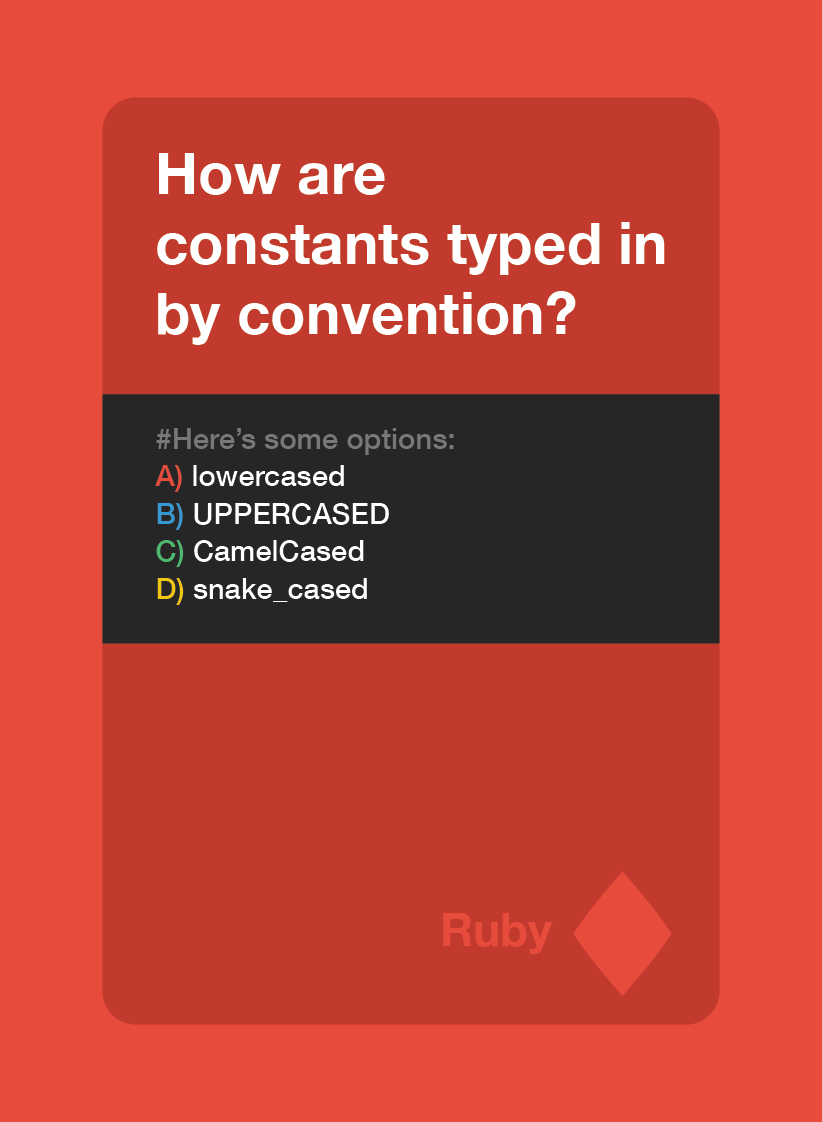 How are
constants typed in
by convention?
#Here’s some options:
A) lowercased
B) UPPERCASED
C) CamelCased
D) snake_cased
Ruby